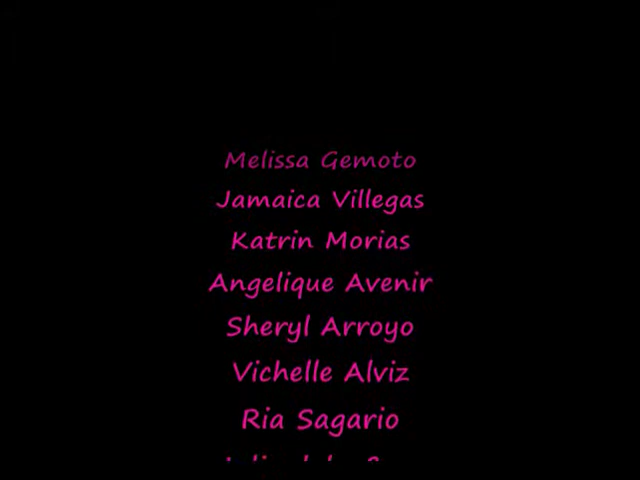 Melissa Gemoto
Jamaica Villegas
Katrin Morias
Angelique Avenir
Sheryl Arroyo
Vichelle Alviz
Ria Sagario